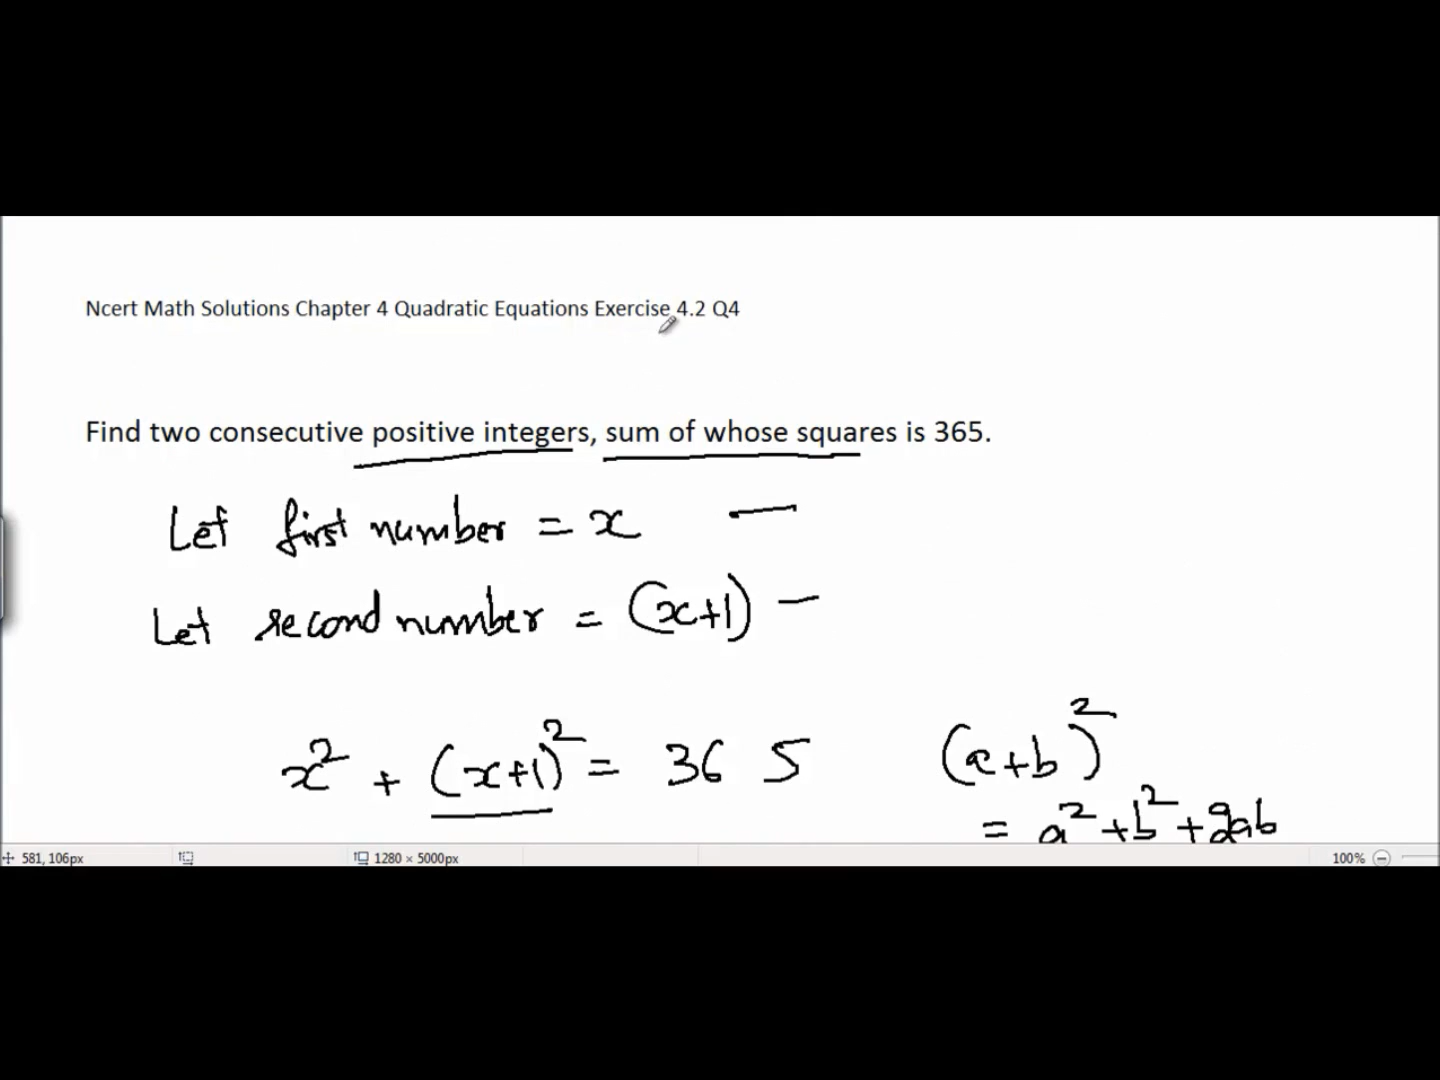 Ncert Math Solutions Chapter 4 Quadratic Equations Exercise 4.2 Q4
Find two consecutive positive integers, sum of whose squares is 365.
Let first number = x —
Let second number = (x+1) —
x² + (x+1)² = 365
(a+b)²
= a²+b²+2ab
581, 106px
1280 × 5000px
100%